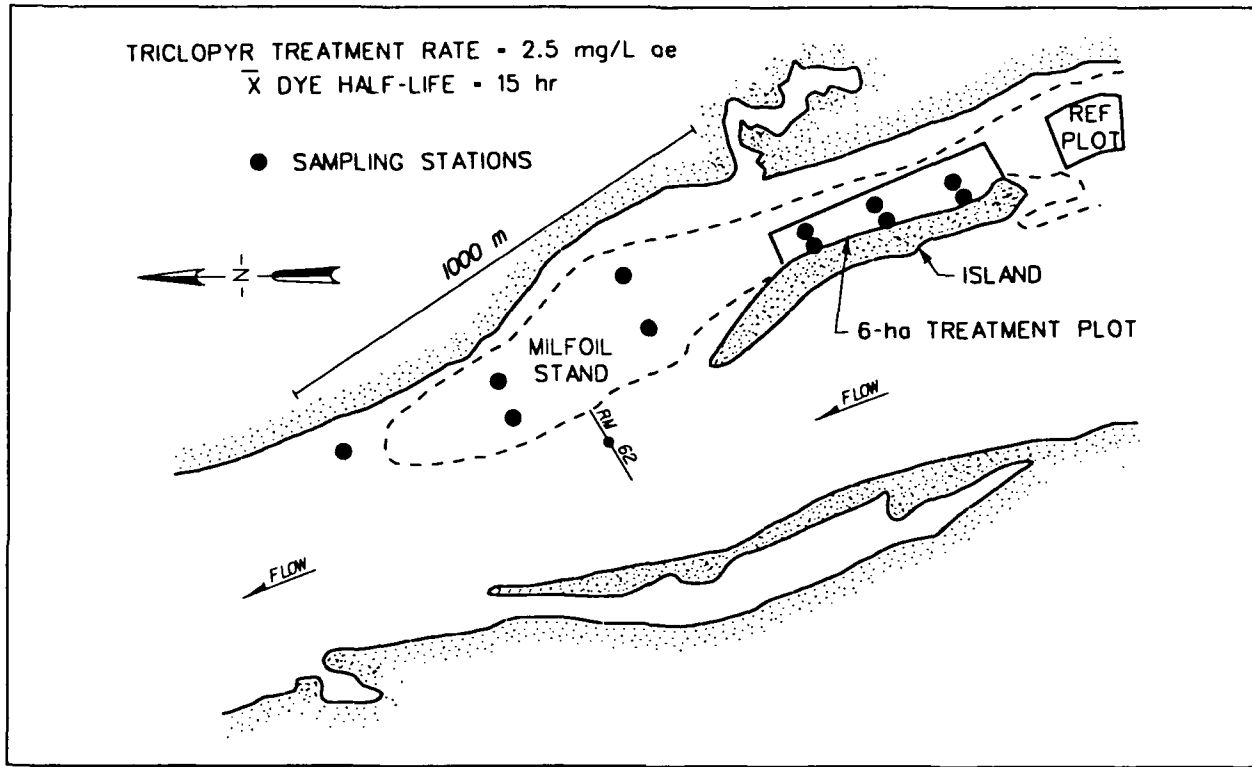 TRICLOPYR TREATMENT RATE = 2.5 mg/L ae
X̄ DYE HALF-LIFE = 15 hr
● SAMPLING STATIONS
REF
PLOT
1000 m
N
ISLAND
6-ha TREATMENT PLOT
MILFOIL
STAND
FLOW
RM 62
FLOW